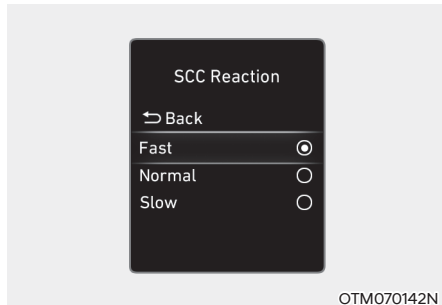 SCC Reaction
Back
Fast
Normal
Slow
OTM070142N